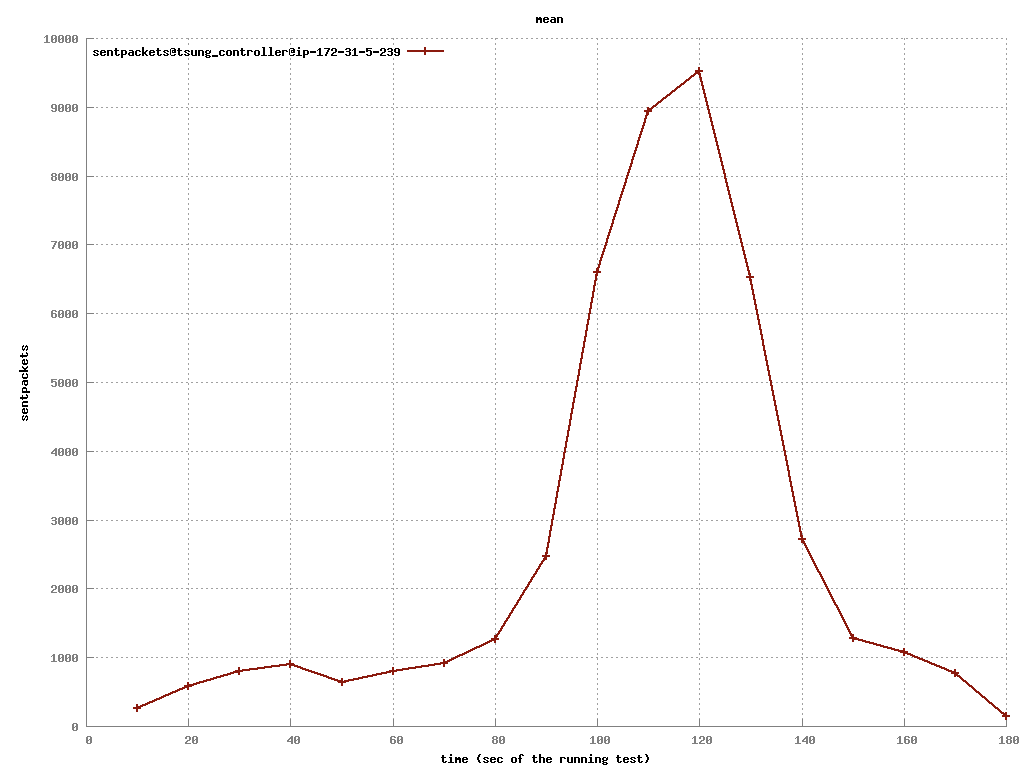 mean
10000
sentpackets@tsung_controller@ip-172-31-5-239
9000
8000
7000
6000
sentpackets
5000
4000
3000
2000
1000
0
0 20 40 60 80 100 120 140 160 180
time (sec of the running test)